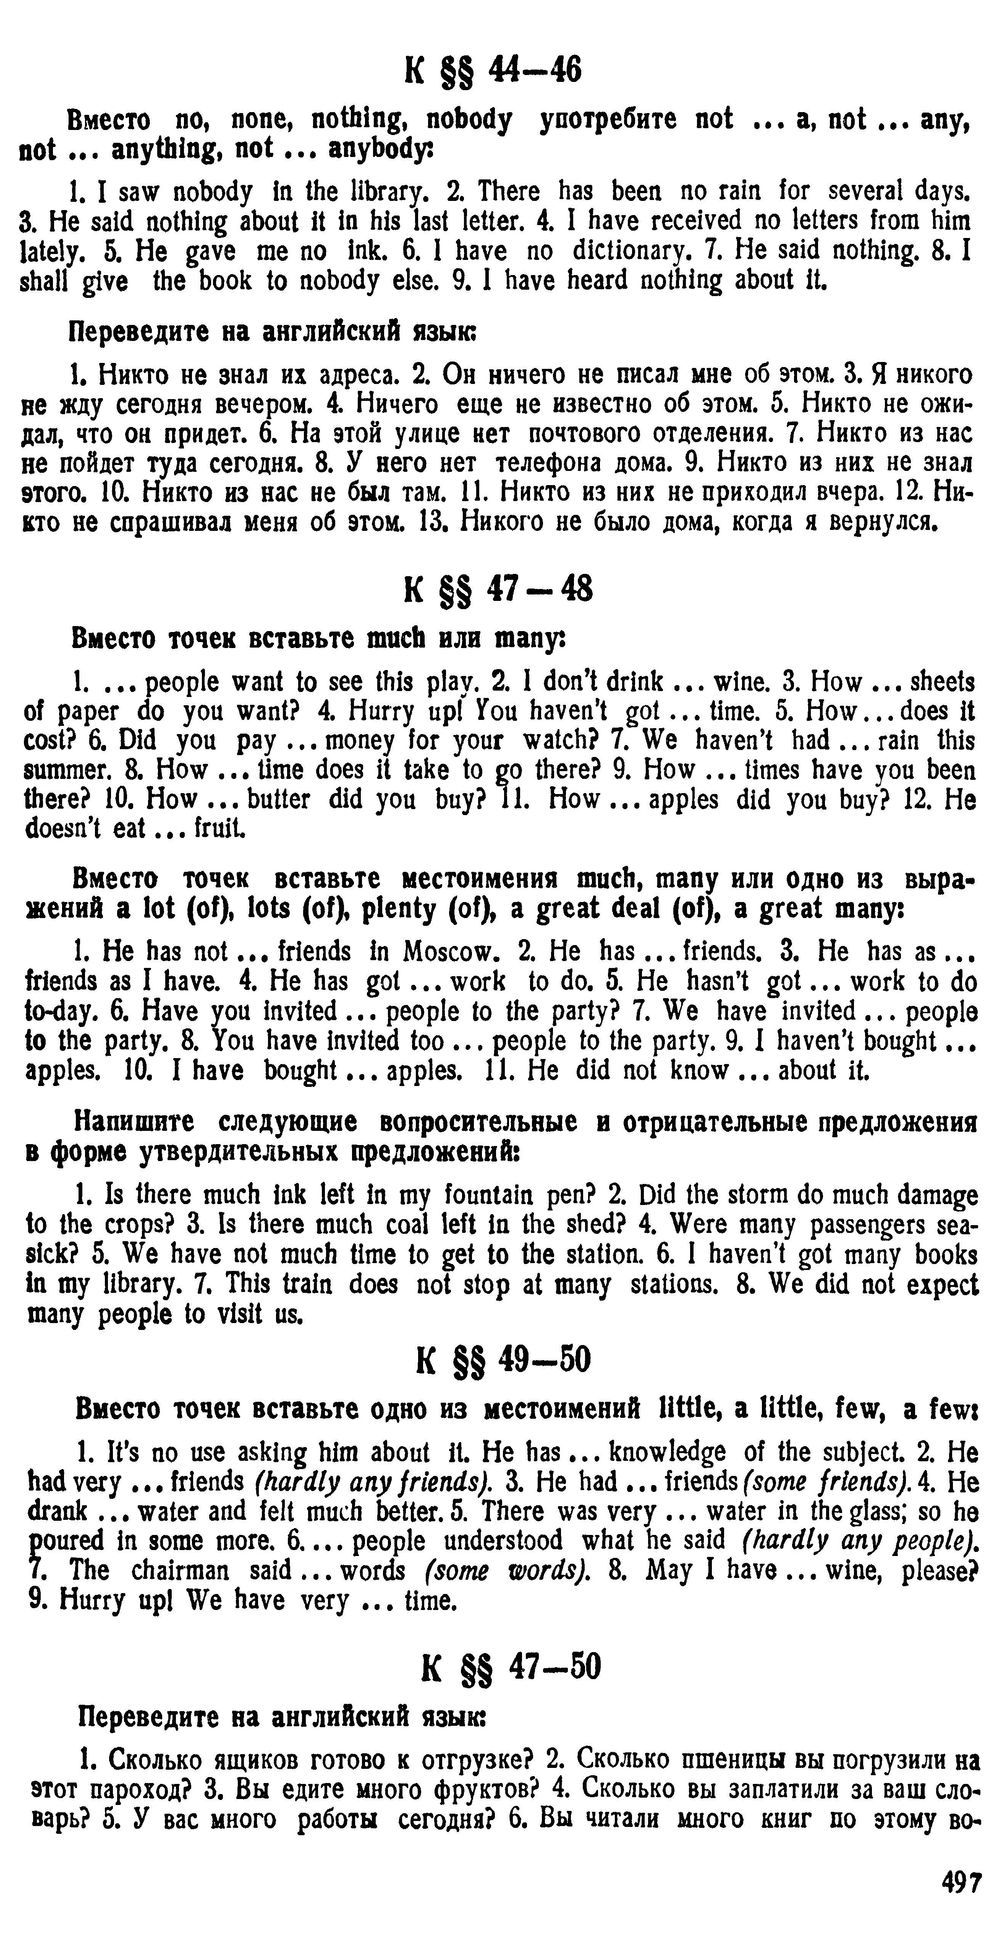 К §§ 44—46
Вместо no, none, nothing, nobody употребите not ... a, not ... any,
not ... anything, not ... anybody:
1. I saw nobody in the library. 2. There has been no rain for several days.
3. He said nothing about it in his last letter. 4. I have received no letters from him
lately. 5. He gave me no ink. 6. I have no dictionary. 7. He said nothing. 8. I
shall give the book to nobody else. 9. I have heard nothing about it.
Переведите на английский язык:
1. Никто не знал их адреса. 2. Он ничего не писал мне об этом. 3. Я никого
не жду сегодня вечером. 4. Ничего еще не известно об этом. 5. Никто не ожи-
дал, что он придет. 6. На этой улице нет почтового отделения. 7. Никто из нас
не пойдет туда сегодня. 8. У него нет телефона дома. 9. Никто из них не знал
этого. 10. Никто из нас не был там. 11. Никто из них не приходил вчера. 12. Ни-
кто не спрашивал меня об этом. 13. Никого не было дома, когда я вернулся.
К §§ 47—48
Вместо точек вставьте much или many:
1. ... people want to see this play. 2. I don't drink ... wine. 3. How ... sheets
of paper do you want? 4. Hurry up! You haven't got ... time. 5. How ... does it
cost? 6. Did you pay ... money for your watch? 7. We haven't had ... rain this
summer. 8. How ... time does it take to go there? 9. How ... times have you been
there? 10. How ... butter did you buy? 11. How ... apples did you buy? 12. He
doesn't eat ... fruit.
Вместо точек вставьте местоимения much, many или одно из выра-
жений a lot (of), lots (of), plenty (of), a great deal (of), a great many:
1. He has not ... friends in Moscow. 2. He has ... friends. 3. He has as ...
friends as I have. 4. He has got ... work to do. 5. He hasn't got ... work to do
to-day. 6. Have you invited ... people to the party? 7. We have invited ... people
to the party. 8. You have invited too ... people to the party. 9. I haven't bought ...
apples. 10. I have bought ... apples. 11. He did not know ... about it.
Напишите следующие вопросительные и отрицательные предложения
в форме утвердительных предложений:
1. Is there much ink left in my fountain pen? 2. Did the storm do much damage
to the crops? 3. Is there much coal left in the shed? 4. Were many passengers sea-
sick? 5. We have not much time to get to the station. 6. I haven't got many books
in my library. 7. This train does not stop at many stations. 8. We did not expect
many people to visit us.
К §§ 49—50
Вместо точек вставьте одно из местоимений little, a little, few, a few:
1. It's no use asking him about it. He has ... knowledge of the subject. 2. He
had very ... friends (hardly any friends). 3. He had ... friends (some friends). 4. He
drank ... water and felt much better. 5. There was very ... water in the glass; so he
poured in some more. 6. ... people understood what he said (hardly any people).
7. The chairman said ... words (some words). 8. May I have ... wine, please?
9. Hurry up! We have very ... time.
К §§ 47—50
Переведите на английский язык:
1. Сколько ящиков готово к отгрузке? 2. Сколько пшеницы вы погрузили на
этот пароход? 3. Вы едите много фруктов? 4. Сколько вы заплатили за ваш сло-
варь? 5. У вас много работы сегодня? 6. Вы читали много книг по этому во-
497